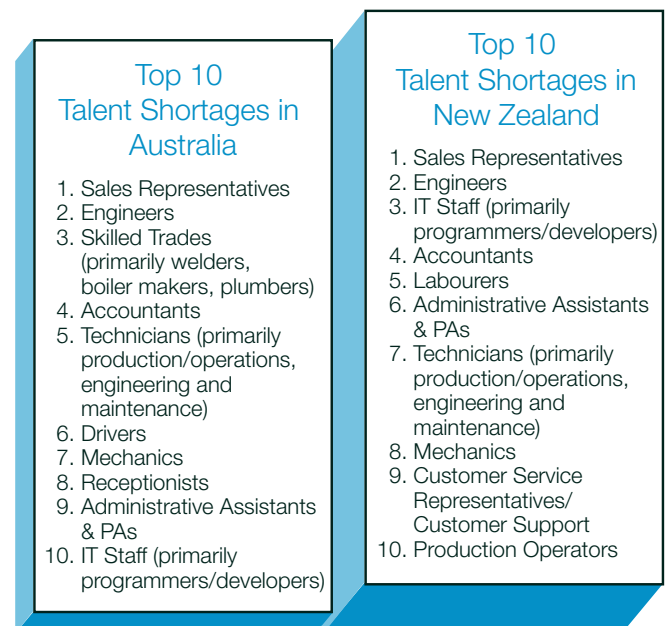 Top 10
Talent Shortages in
Australia
1. Sales Representatives
2. Engineers
3. Skilled Trades
(primarily welders,
boiler makers, plumbers)
4. Accountants
5. Technicians (primarily
production/operations,
engineering and
maintenance)
6. Drivers
7. Mechanics
8. Receptionists
9. Administrative Assistants
& PAs
10. IT Staff (primarily
programmers/developers)
Top 10
Talent Shortages in
New Zealand
1. Sales Representatives
2. Engineers
3. IT Staff (primarily
programmers/developers)
4. Accountants
5. Labourers
6. Administrative Assistants
& PAs
7. Technicians (primarily
production/operations,
engineering and
maintenance)
8. Mechanics
9. Customer Service
Representatives/
Customer Support
10. Production Operators